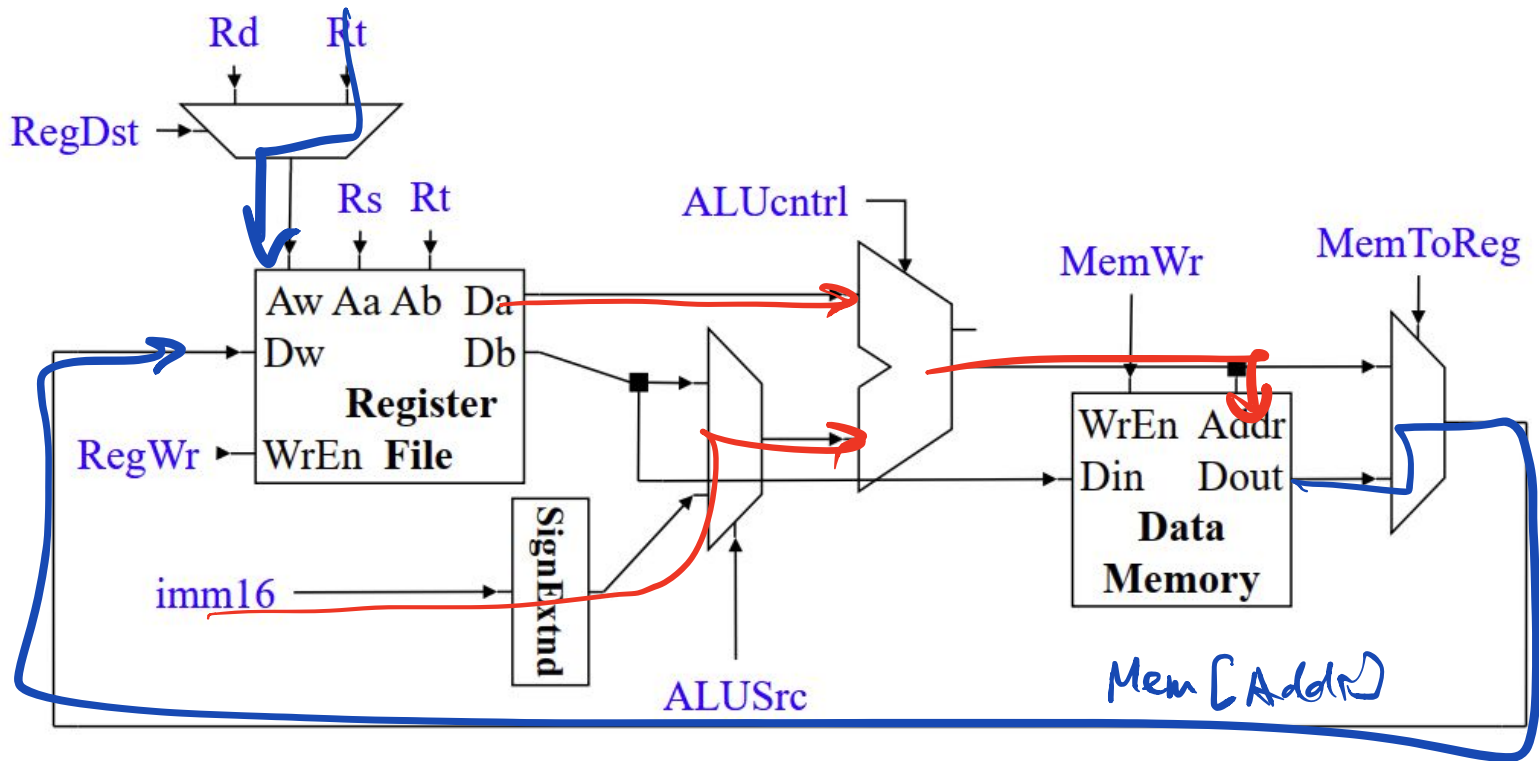 Rd Rt
RegDst
Rs Rt
ALUcntrl
MemWr
MemToReg
Aw Aa Ab Da
Dw Db
Register
File
RegWr
WrEn
WrEn Addr
Din Dout
Data
Memory
SignExtnd
imm16
ALUSrc
Mem [Addr]